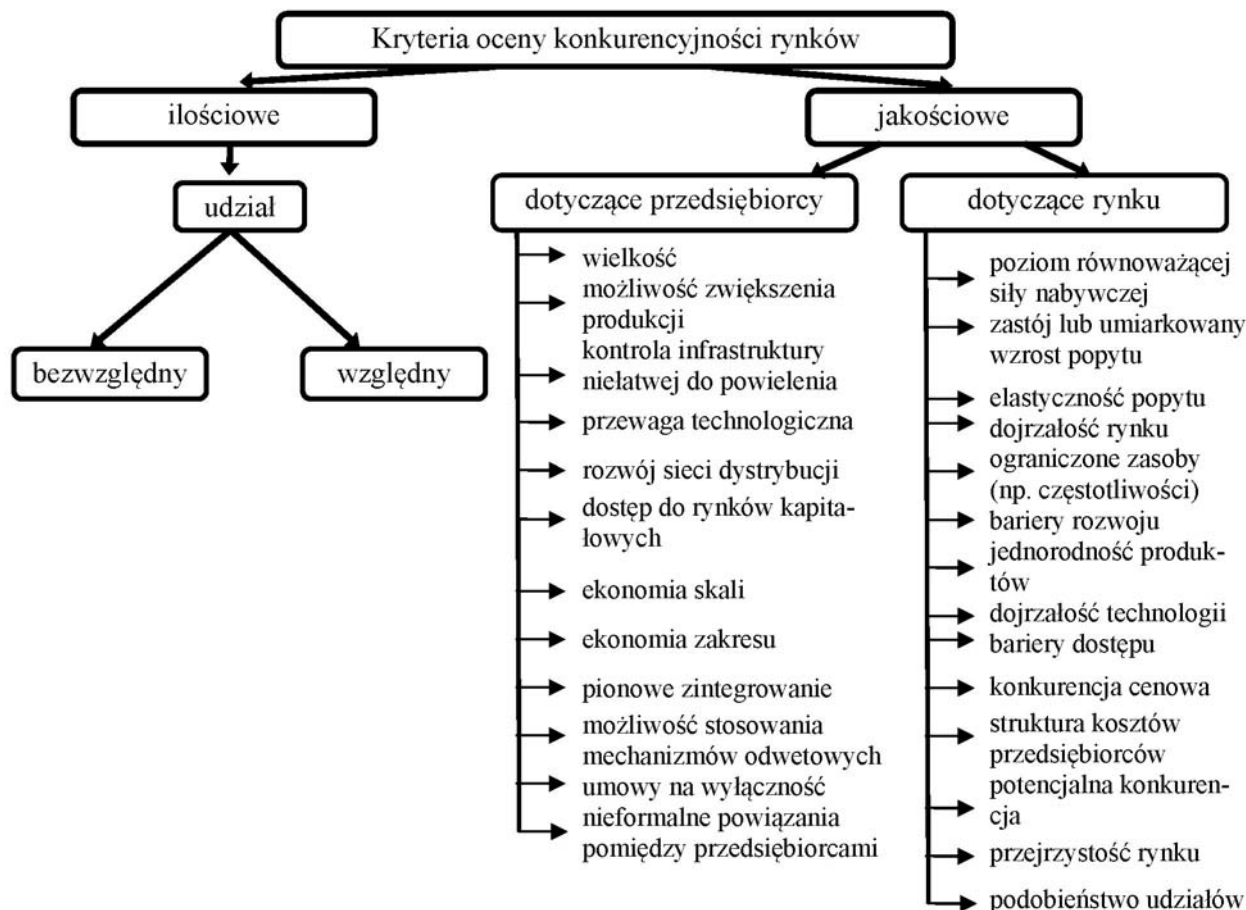 Kryteria oceny konkurencyjności rynków
ilościowe
jakościowe
udział
bezwzględny
względny
dotyczące przedsiębiorcy
wielkość
możliwość zwiększenia
produkcji
kontrola infrastruktury
niełatwej do powielenia
przewaga technologiczna
rozwój sieci dystrybucji
dostęp do rynków kapita-
łowych
ekonomia skali
ekonomia zakresu
pionowe zintegrowanie
możliwość stosowania
mechanizmów odwetowych
umowy na wyłączność
nieformalne powiązania
pomiędzy przedsiębiorcami
dotyczące rynku
poziom równoważącej
siły nabywczej
zastój lub umiarkowany
wzrost popytu
elastyczność popytu
dojrzałość rynku
ograniczone zasoby
(np. częstotliwości)
bariery rozwoju
jednorodność produk-
tów
dojrzałość technologii
bariery dostępu
konkurencja cenowa
struktura kosztów
przedsiębiorców
potencjalna konkuren-
cja
przejrzystość rynku
podobieństwo udziałów